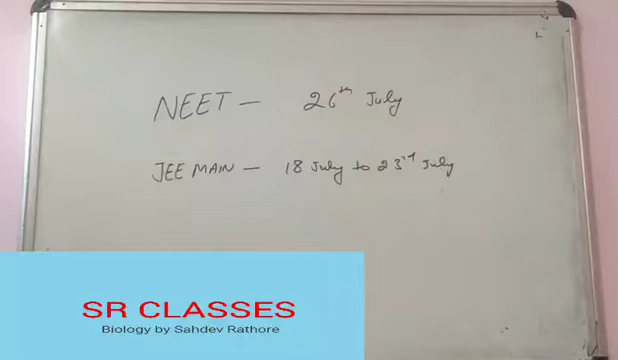 NEET — 26th July
JEE MAIN — 18 July to 23rd July
SR CLASSES
Biology by Sahdev Rathore